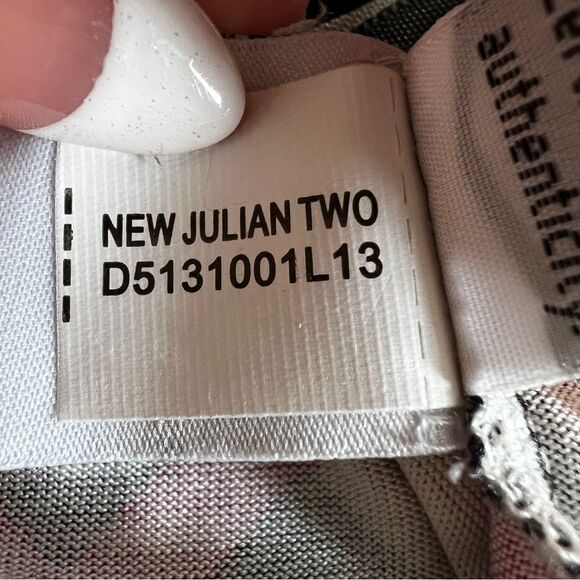 NEW JULIAN TWO
D5131001L13
authenticity